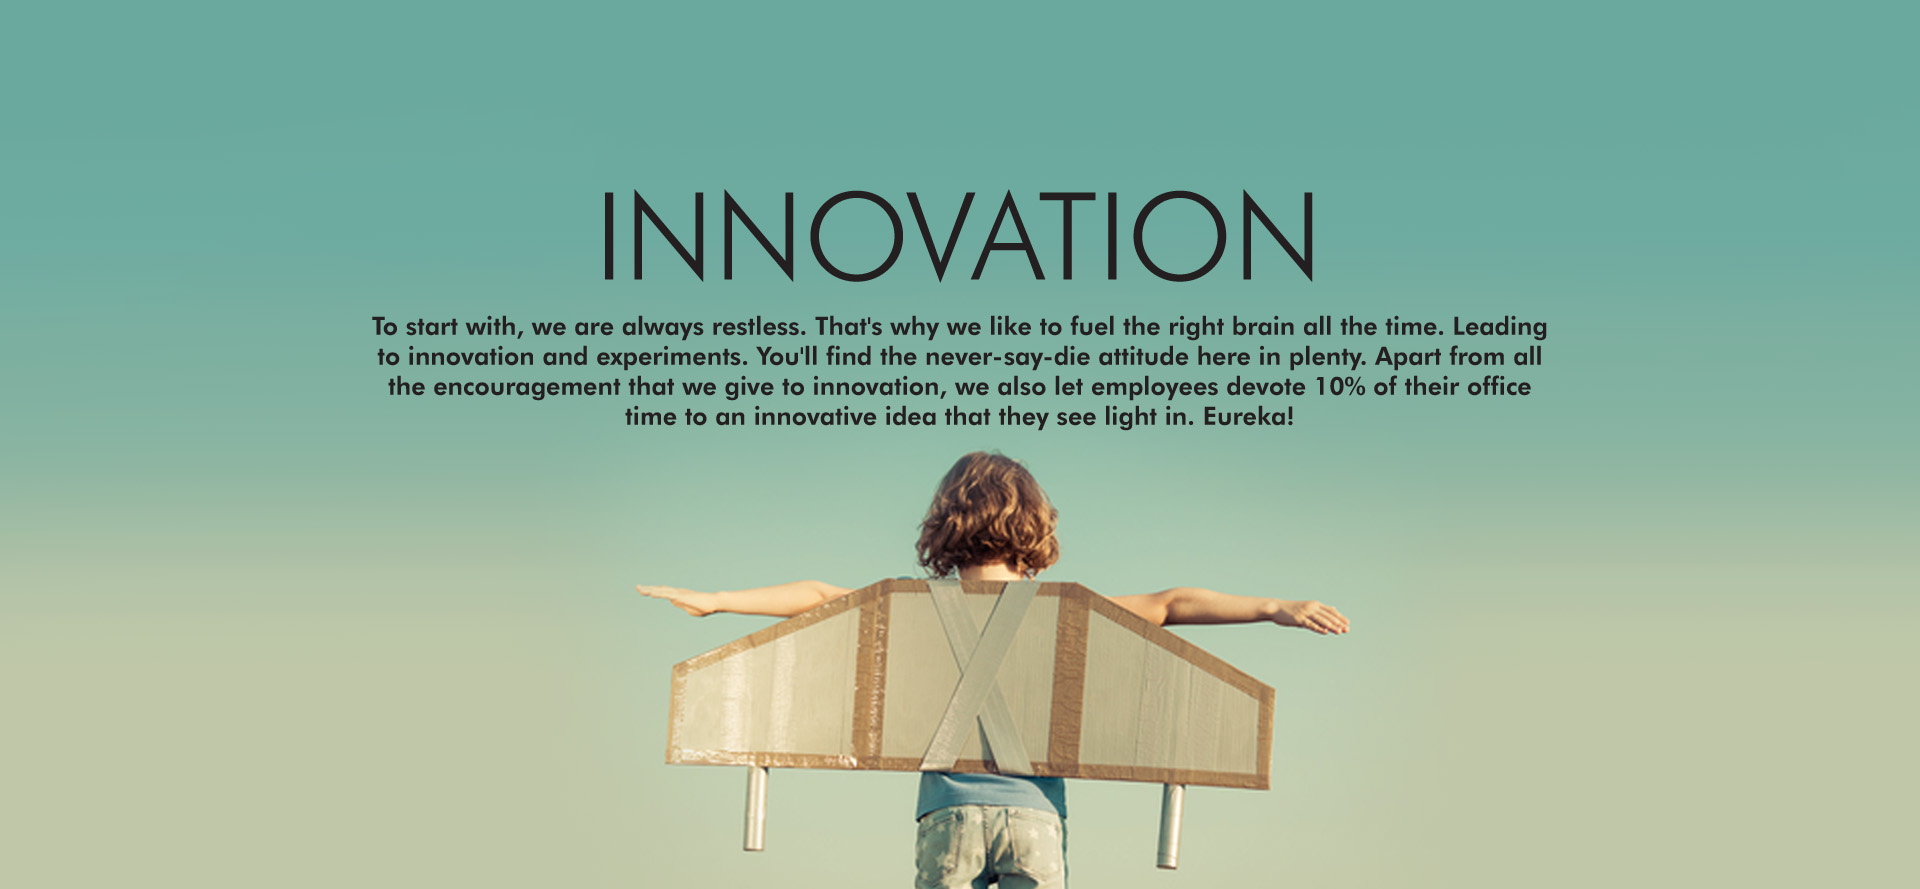 INNOVATION
To start with, we are always restless. That's why we like to fuel the right brain all the time. Leading
to innovation and experiments. You'll find the never-say-die attitude here in plenty. Apart from all
the encouragement that we give to innovation, we also let employees devote 10% of their office
time to an innovative idea that they see light in. Eureka!